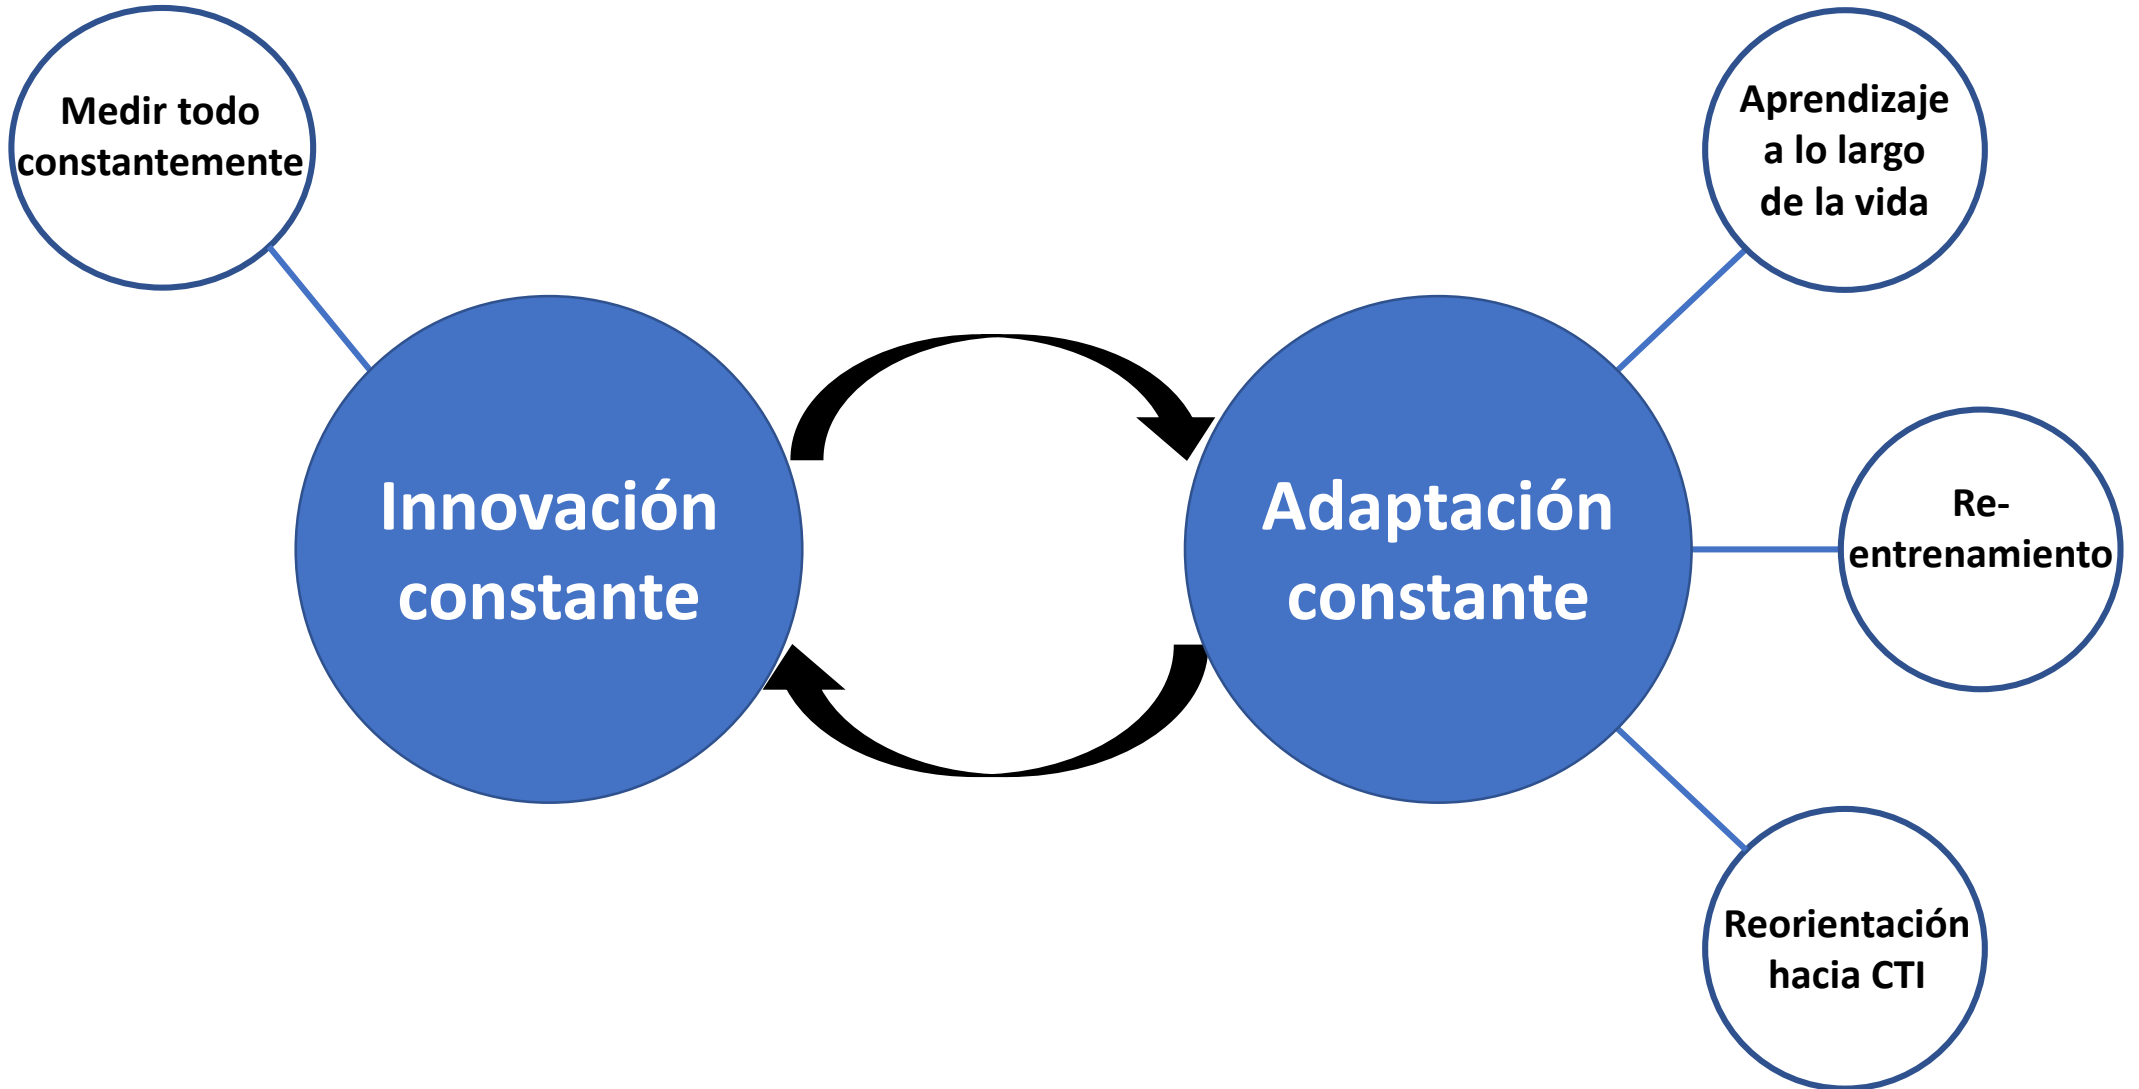 Medir todo
constantemente
Innovación
constante
Adaptación
constante
Aprendizaje
a lo largo
de la vida
Re-
entrenamiento
Reorientación
hacia CTI